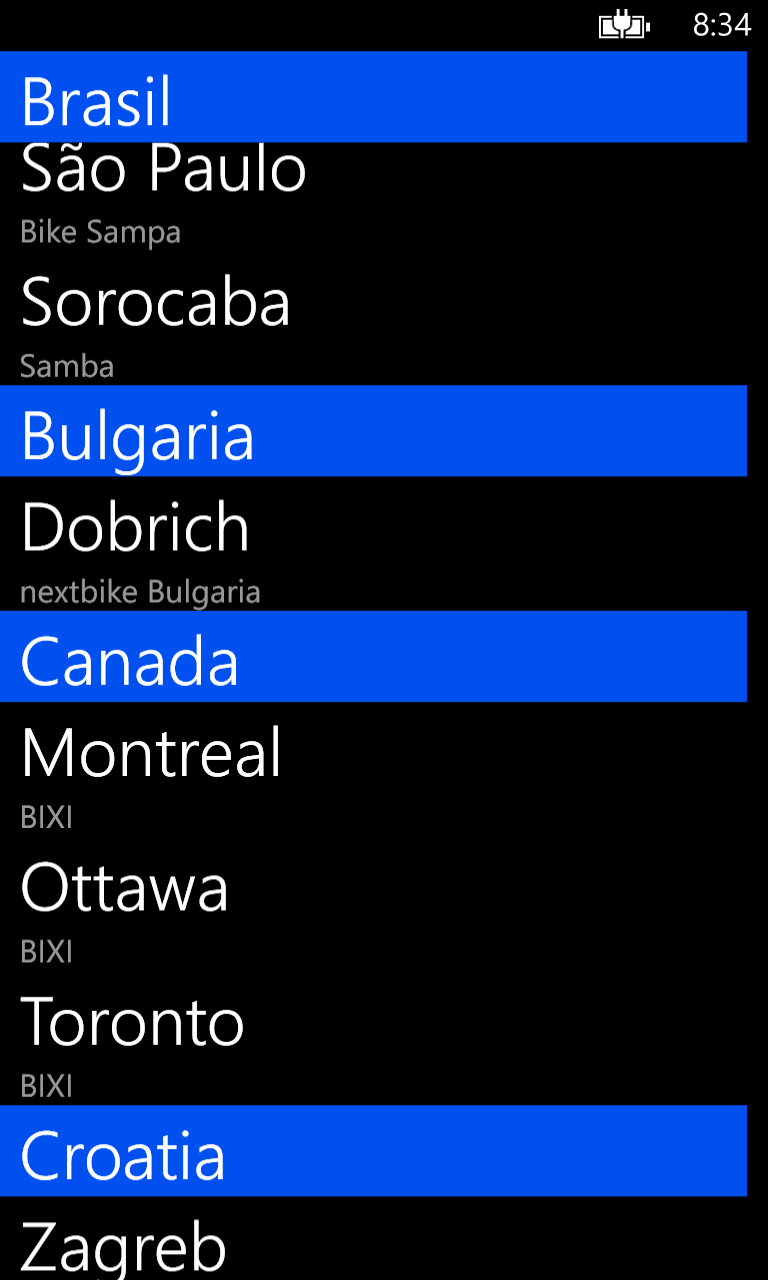 8:34
Brasil
São Paulo
Bike Sampa
Sorocaba
Samba
Bulgaria
Dobrich
nextbike Bulgaria
Canada
Montreal
BIXI
Ottawa
BIXI
Toronto
BIXI
Croatia
Zagreb